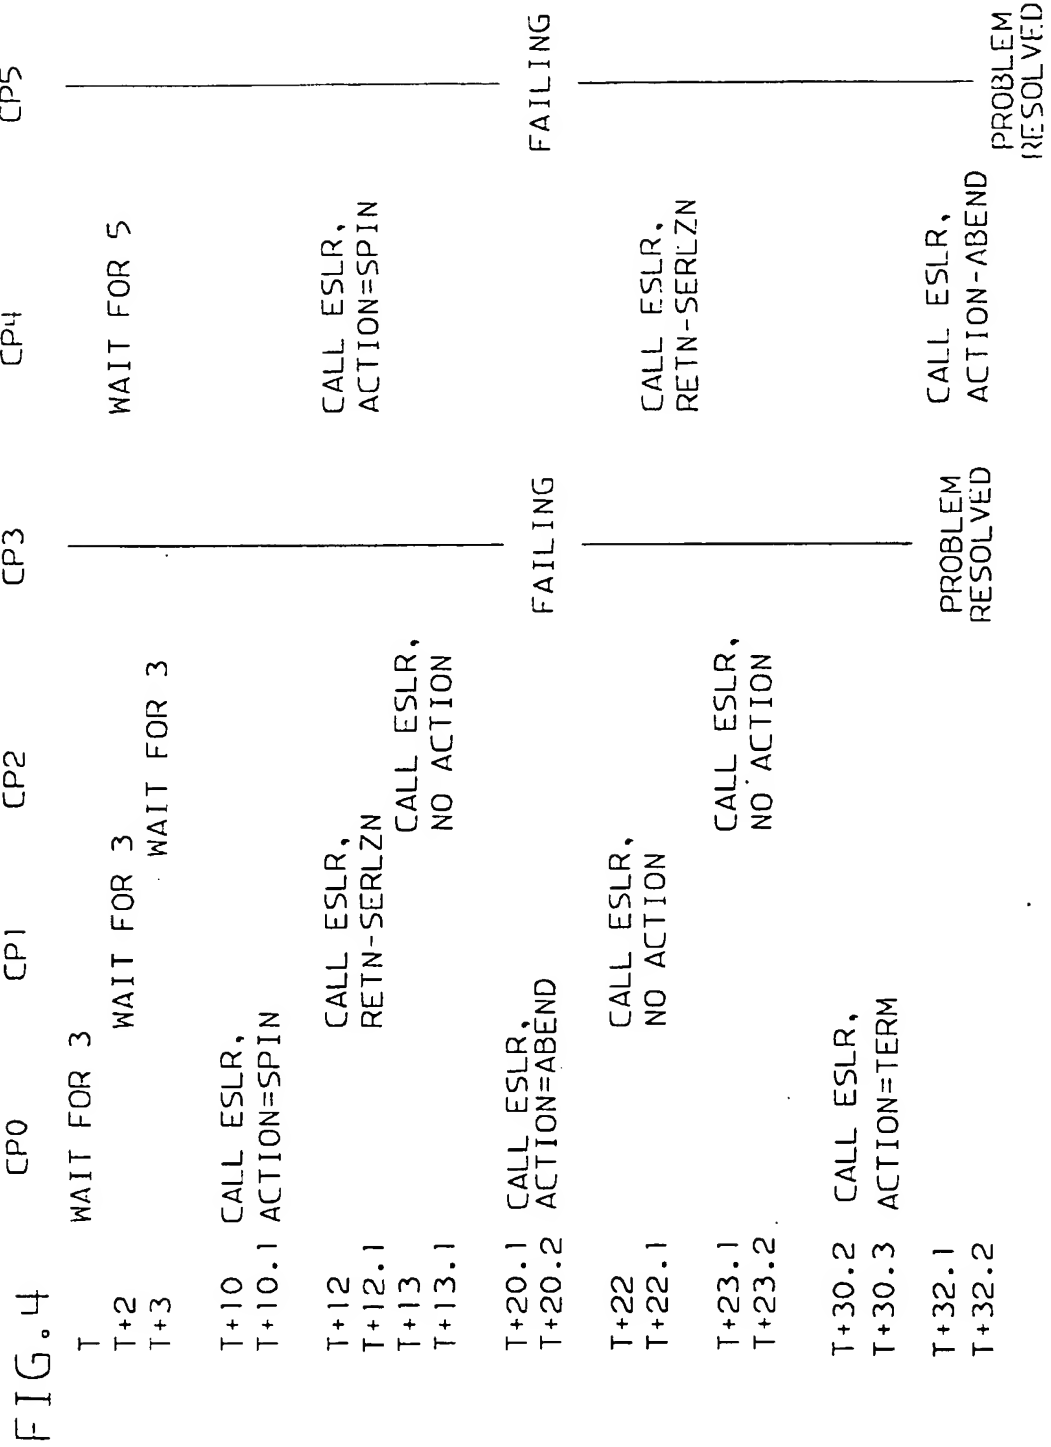 FIG. 4
CP0 CP1 CP2 CP3 CP4 CP5
T WAIT FOR 3
T+2 WAIT FOR 3 WAIT FOR 5
T+3 WAIT FOR 3
T+10 CALL ESLR,
T+10.1 ACTION=SPIN
T+12 CALL ESLR, CALL ESLR,
T+12.1 RETN-SERLZN ACTION=SPIN
T+13 CALL ESLR,
T+13.1 NO ACTION
T+20.1 CALL ESLR, FAILING FAILING
T+20.2 ACTION=ABEND
T+22 CALL ESLR, CALL ESLR,
T+22.1 NO ACTION RETN-SERLZN
T+23.1 CALL ESLR,
T+23.2 NO ACTION
T+30.2 CALL ESLR,
T+30.3 ACTION=TERM
T+32.1 PROBLEM CALL ESLR,
T+32.2 RESOLVED ACTION-ABEND
PROBLEM
RESOLVED